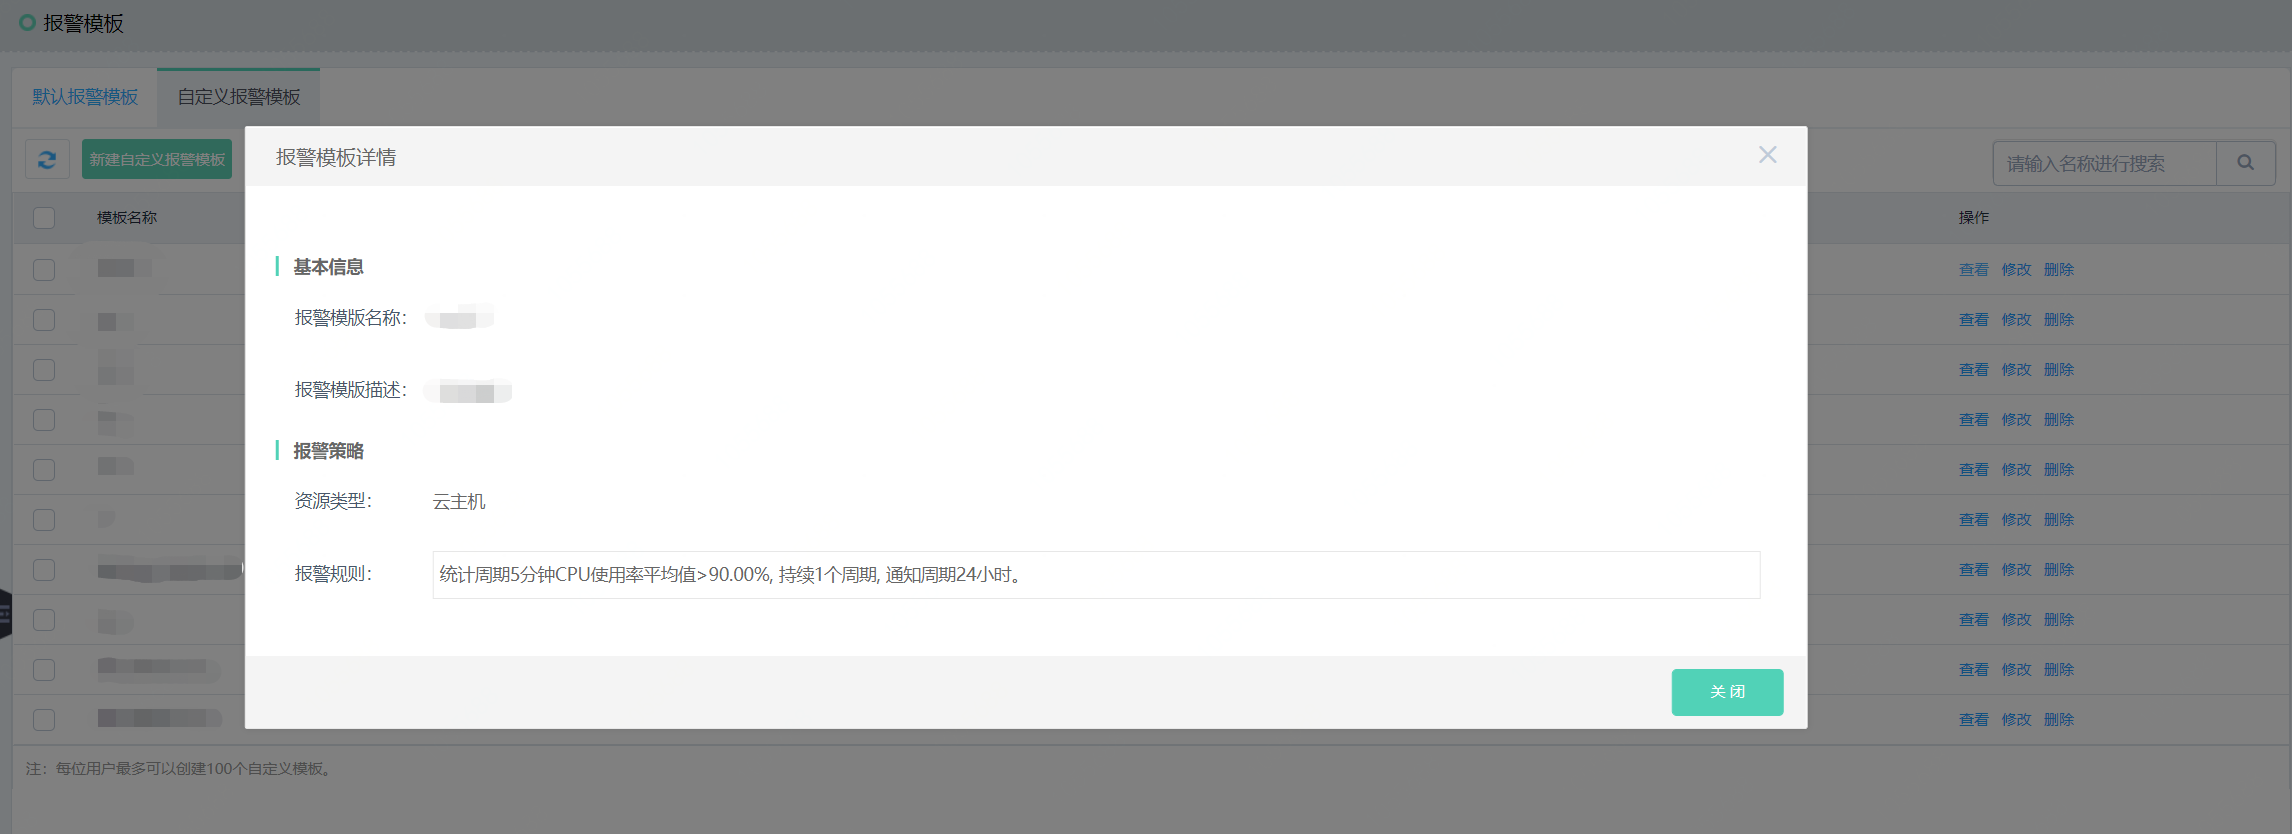 报警模板
默认报警模板 自定义报警模板
新建自定义报警模板 请输入名称进行搜索
报警模板详情
模板名称 操作
基本信息
查看 修改 删除
报警模版名称：
查看 修改 删除
查看 修改 删除
报警模版描述：
查看 修改 删除
报警策略
查看 修改 删除
资源类型： 云主机
查看 修改 删除
报警规则： 统计周期5分钟CPU使用率平均值>90.00%, 持续1个周期, 通知周期24小时。
查看 修改 删除
查看 修改 删除
查看 修改 删除
关 闭
查看 修改 删除
注：每位用户最多可以创建100个自定义模板。